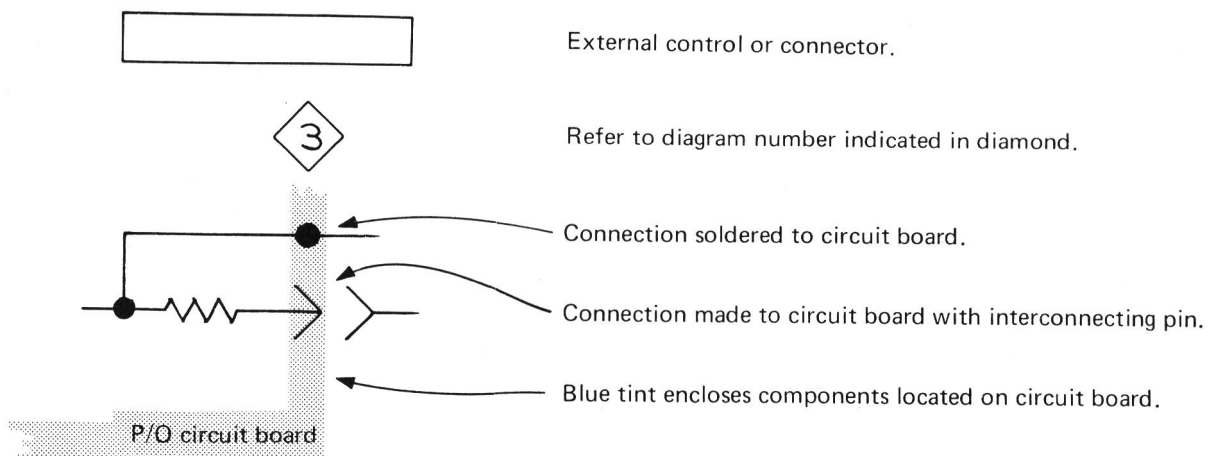 External control or connector.
3
Refer to diagram number indicated in diamond.
Connection soldered to circuit board.
Connection made to circuit board with interconnecting pin.
Blue tint encloses components located on circuit board.
P/O circuit board